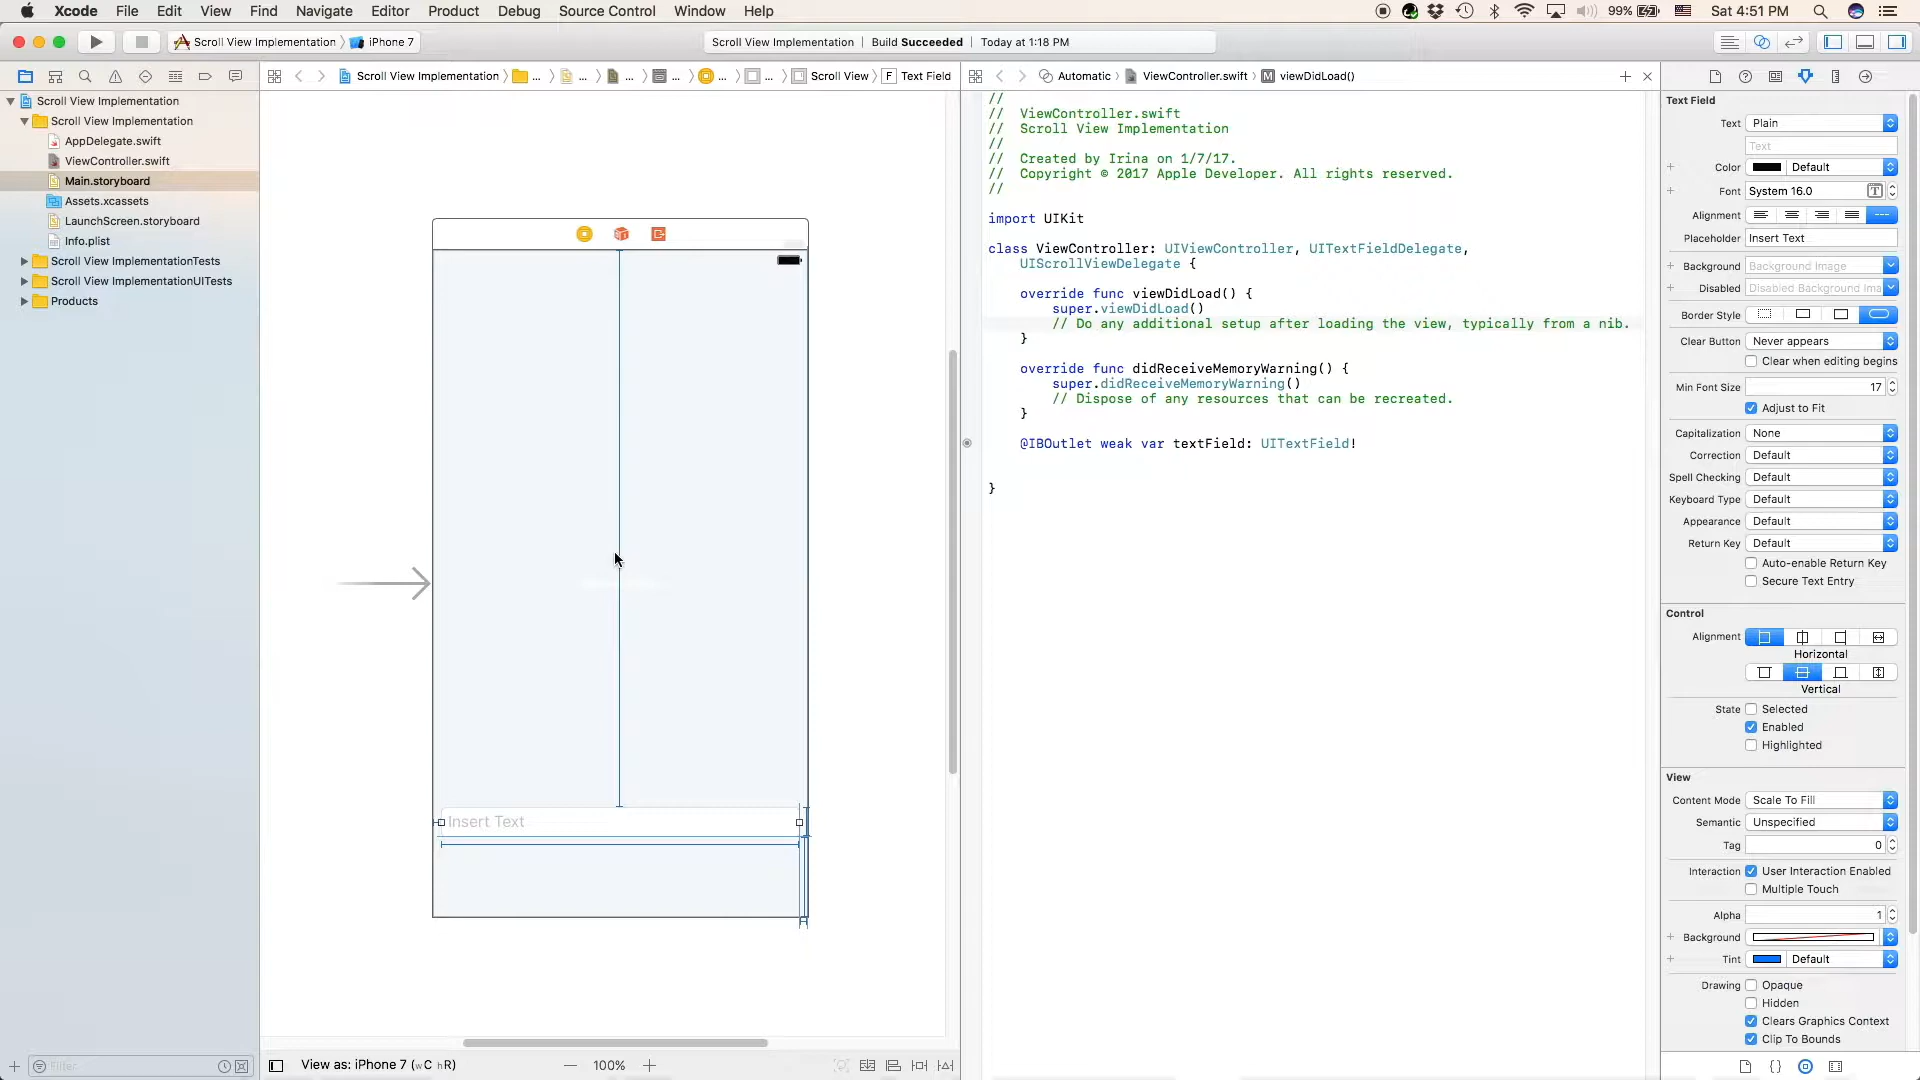 Xcode File Edit View Find Navigate Editor Product Debug Source Control Window Help 99% Sat 4:51 PM
Scroll View Implementation iPhone 7 Scroll View Implementation | Build Succeeded | Today at 1:18 PM
Scroll View Implementation ... ... ... ... ... ... Scroll View F Text Field
Automatic ViewController.swift M viewDidLoad()
Scroll View Implementation
Scroll View Implementation
AppDelegate.swift
ViewController.swift
Main.storyboard
Assets.xcassets
LaunchScreen.storyboard
Info.plist
Scroll View ImplementationTests
Scroll View ImplementationUITests
Products
Filter
Insert Text
View as: iPhone 7 (wC hR)
100%
//
// ViewController.swift
// Scroll View Implementation
//
// Created by Irina on 1/7/17.
// Copyright © 2017 Apple Developer. All rights reserved.
//
import UIKit
class ViewController: UIViewController, UITextFieldDelegate,
UIScrollViewDelegate {
override func viewDidLoad() {
super.viewDidLoad()
// Do any additional setup after loading the view, typically from a nib.
}
override func didReceiveMemoryWarning() {
super.didReceiveMemoryWarning()
// Dispose of any resources that can be recreated.
}
@IBOutlet weak var textField: UITextField!
}
Text Field
Text Plain
Text
Color Default
Font System 16.0
Alignment
Placeholder Insert Text
Background Background Image
Disabled Disabled Background Ima
Border Style
Clear Button Never appears
Clear when editing begins
Min Font Size 17
Adjust to Fit
Capitalization None
Correction Default
Spell Checking Default
Keyboard Type Default
Appearance Default
Return Key Default
Auto-enable Return Key
Secure Text Entry
Control
Alignment
Horizontal
Vertical
State Selected
Enabled
Highlighted
View
Content Mode Scale To Fill
Semantic Unspecified
Tag 0
Interaction User Interaction Enabled
Multiple Touch
Alpha 1
Background
Tint Default
Drawing Opaque
Hidden
Clears Graphics Context
Clip To Bounds